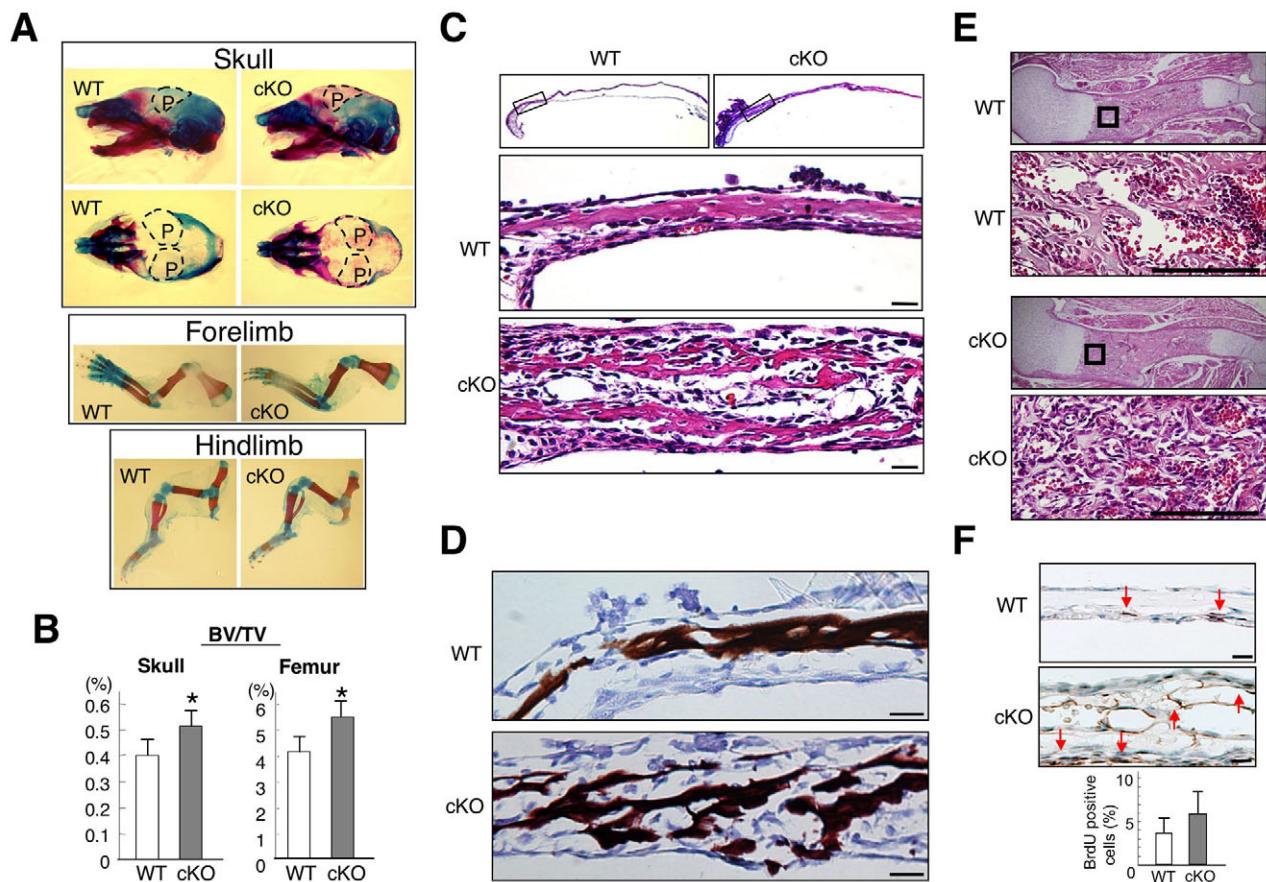 A
Skull
WT
cKO
P
P
WT
cKO
P
P
P
P
Forelimb
WT
cKO
Hindlimb
WT
cKO
B
BV/TV
Skull
Femur
(%)
0.6
0.5
0.4
0.3
0.2
0.1
0
*
WT cKO
(%)
6
5
4
3
2
1
0
*
WT cKO
C
WT
cKO
WT
cKO
D
WT
cKO
E
WT
WT
cKO
cKO
F
WT
cKO
BrdU positive
cells (%)
10
5
0
WT cKO